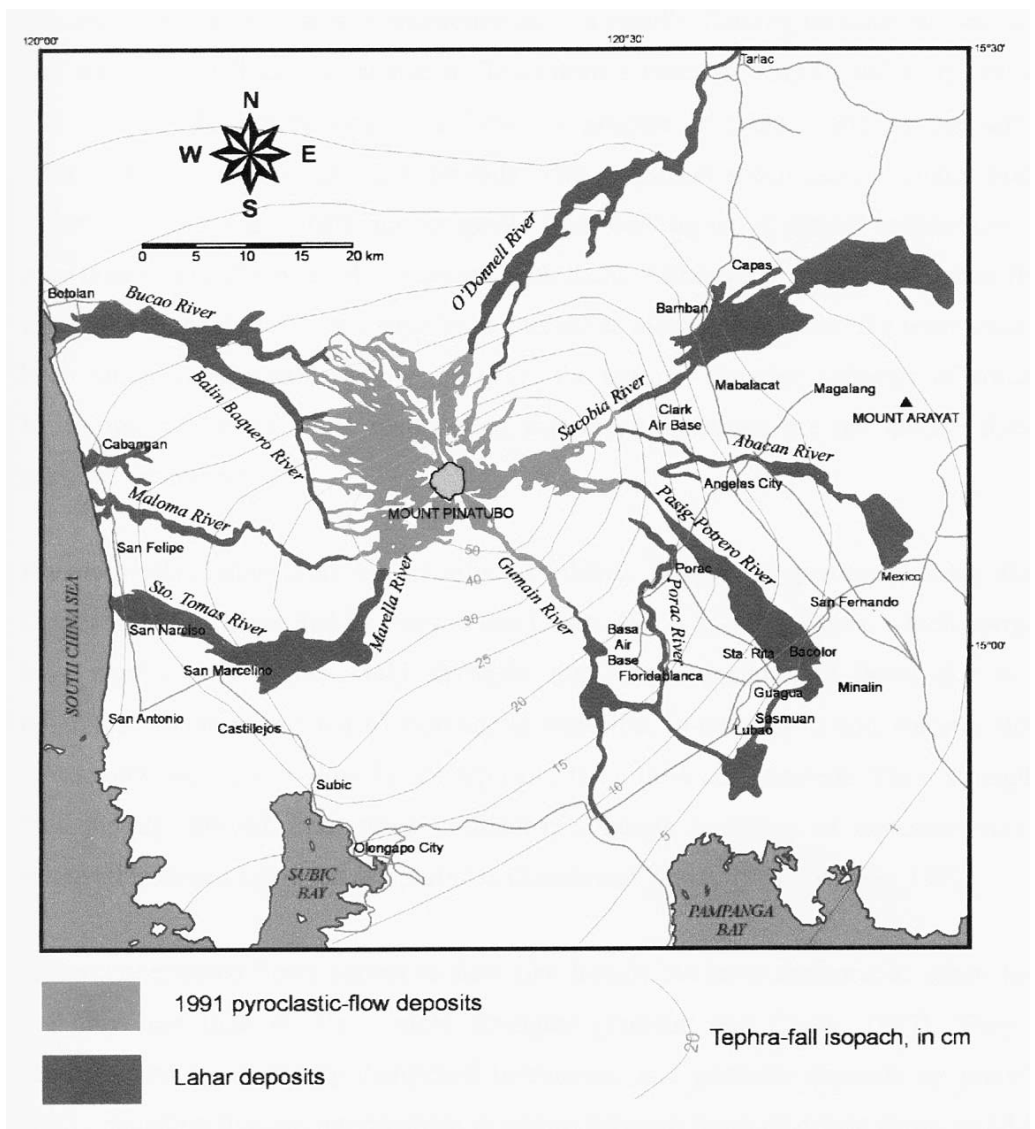 120°00'
120°30'
15°30'
Tarlac
N
W
E
S
0
5
10
15
20 km
O'Donnell River
Capas
Bamban
Botolan
Bucao River
Balin Baquero River
Sacobia River
Mabalacat
Magalang
MOUNT ARAYAT
Clark
Air Base
Abacan River
Cabangan
Angeles City
Maloma River
MOUNT PINATUBO
Pasig-Potrero River
San Felipe
50
40
30
25
20
15
10
5
Marella River
Gumain River
Porac
Porac River
Mexico
San Fernando
Sto. Tomas River
San Narciso
San Marcelino
SOUTH CHINA SEA
Basa
Air
Base
Sta. Rita
Bacolor
15°00'
Floridablanca
Guagua
Minalin
San Antonio
Castillejos
Sasmuan
Lubao
Subic
Olongapo City
SUBIC
BAY
PAMPANGA
BAY
1991 pyroclastic-flow deposits
Lahar deposits
20
Tephra-fall isopach, in cm